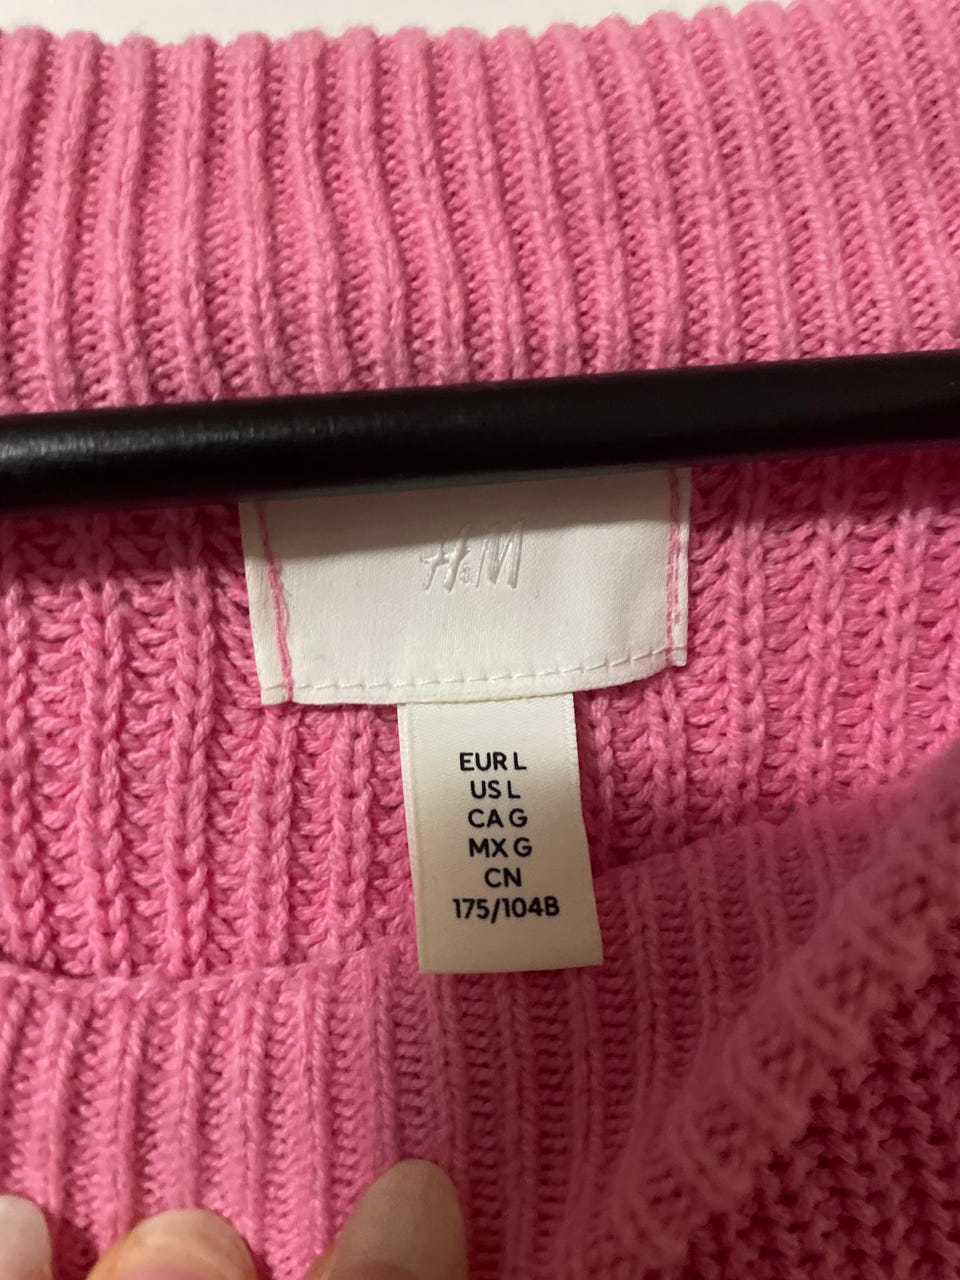 H&M
EUR L
US L
CA G
MX G
CN
175/104B